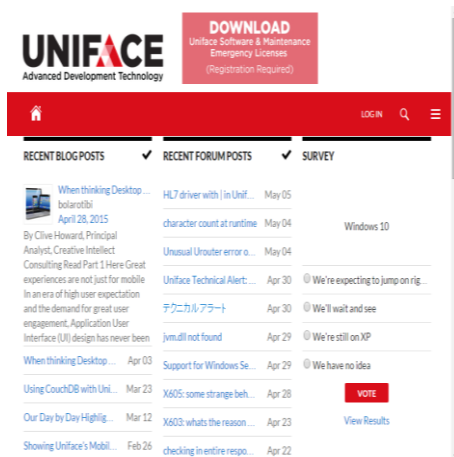 UNIFACE
Advanced Development Technology
DOWNLOAD
Uniface Software & Maintenance
Emergency Licenses
(Registration Required)
LOG IN
RECENT BLOG POSTS
When thinking Desktop ...
bolarotibi
April 28, 2015
By Clive Howard, Principal
Analyst, Creative Intellect
Consulting Read Part 1 Here Great
experiences are not just for mobile
In an era of high user expectation
and the demand for great user
engagement, Application User
Interface (UI) design has never been
When thinking Desktop ... Apr 03
Using CouchDB with Uni... Mar 23
Our Day by Day Highlig... Mar 12
Showing Uniface's Mobil... Feb 26
RECENT FORUM POSTS
HL7 driver with | in Unif... May 05
character count at runtime May 04
Unusual Urouter error o... May 04
Uniface Technical Alert: ... Apr 30
テクニカルアラート Apr 30
jvm.dll not found Apr 29
Support for Windows Se... Apr 29
X605: some strange beh... Apr 28
X603: whats the reason ... Apr 23
checking in entire respo... Apr 22
SURVEY
Windows 10
We're expecting to jump on rig...
We'll wait and see
We're still on XP
We have no idea
VOTE
View Results